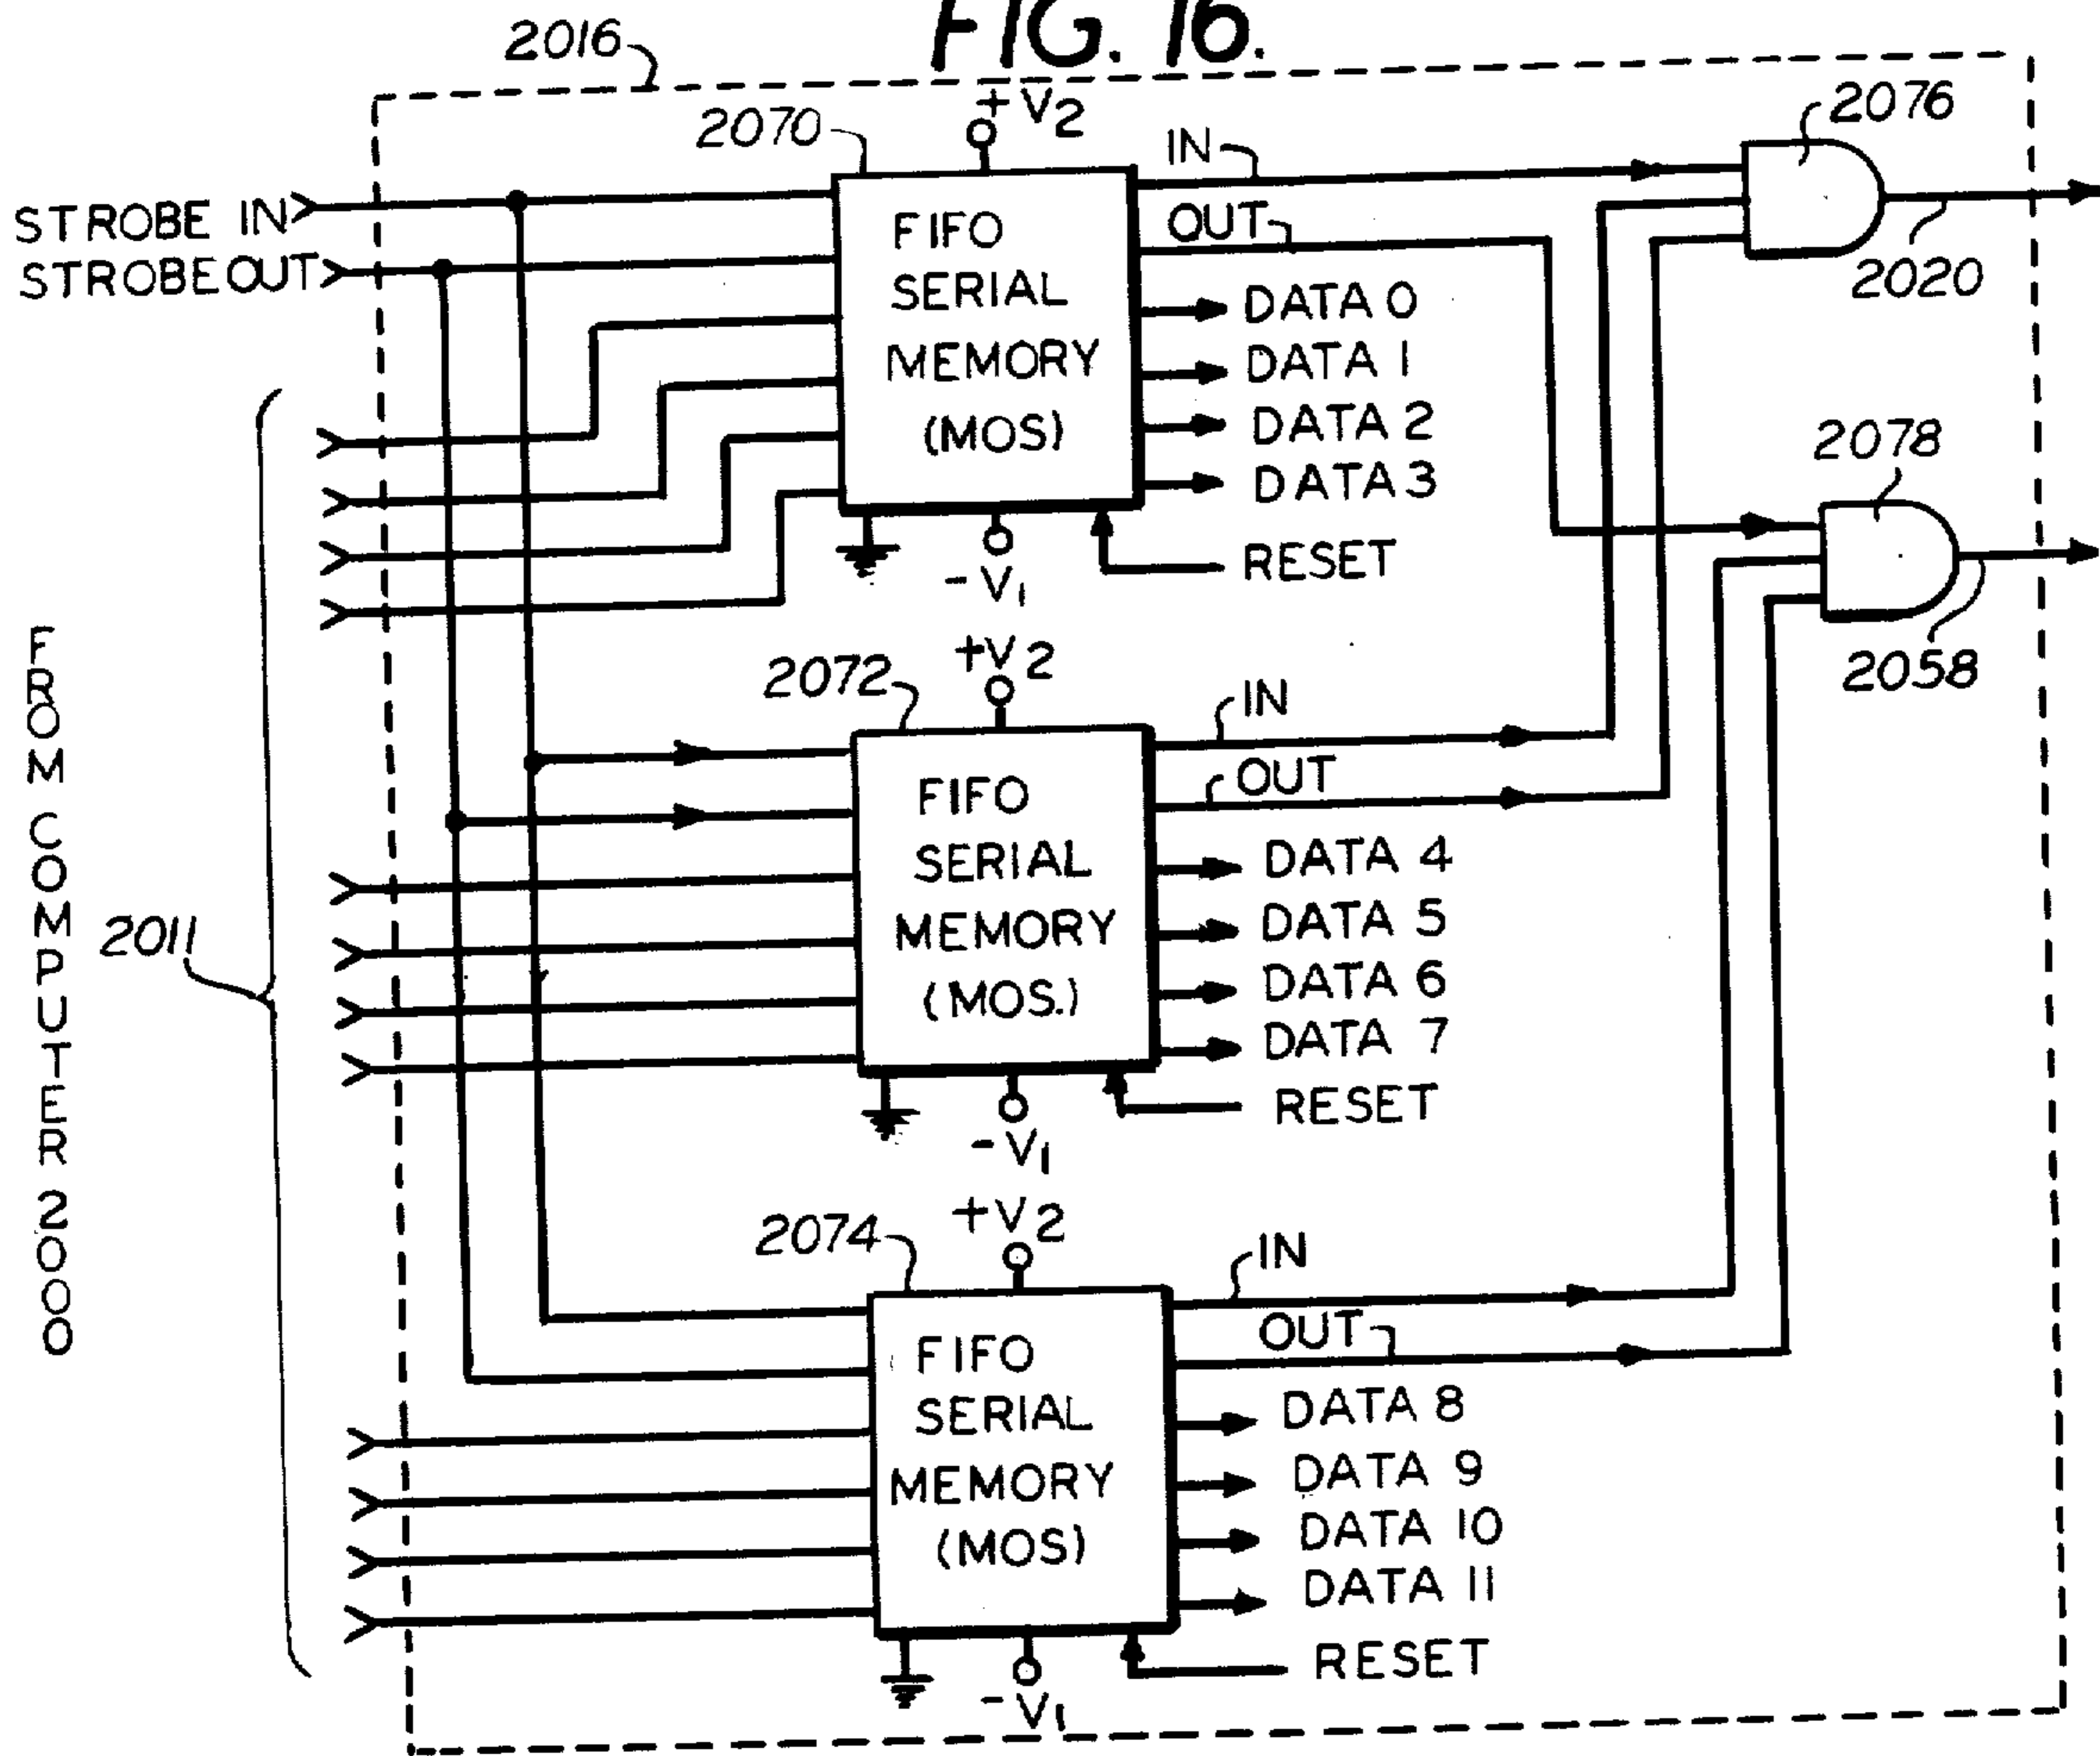 FIG. 16.
2016
2070
+V2
IN
2076
STROBE IN
STROBE OUT
OUT
2020
FIFO
SERIAL
MEMORY
(MOS)
DATA 0
DATA 1
DATA 2
DATA 3
RESET
-V1
2078
2058
FROM COMPUTER 2000
2011
2072
+V2
IN
OUT
FIFO
SERIAL
MEMORY
(MOS.)
DATA 4
DATA 5
DATA 6
DATA 7
RESET
-V1
2074
+V2
IN
OUT
FIFO
SERIAL
MEMORY
(MOS)
DATA 8
DATA 9
DATA 10
DATA 11
RESET
-V1